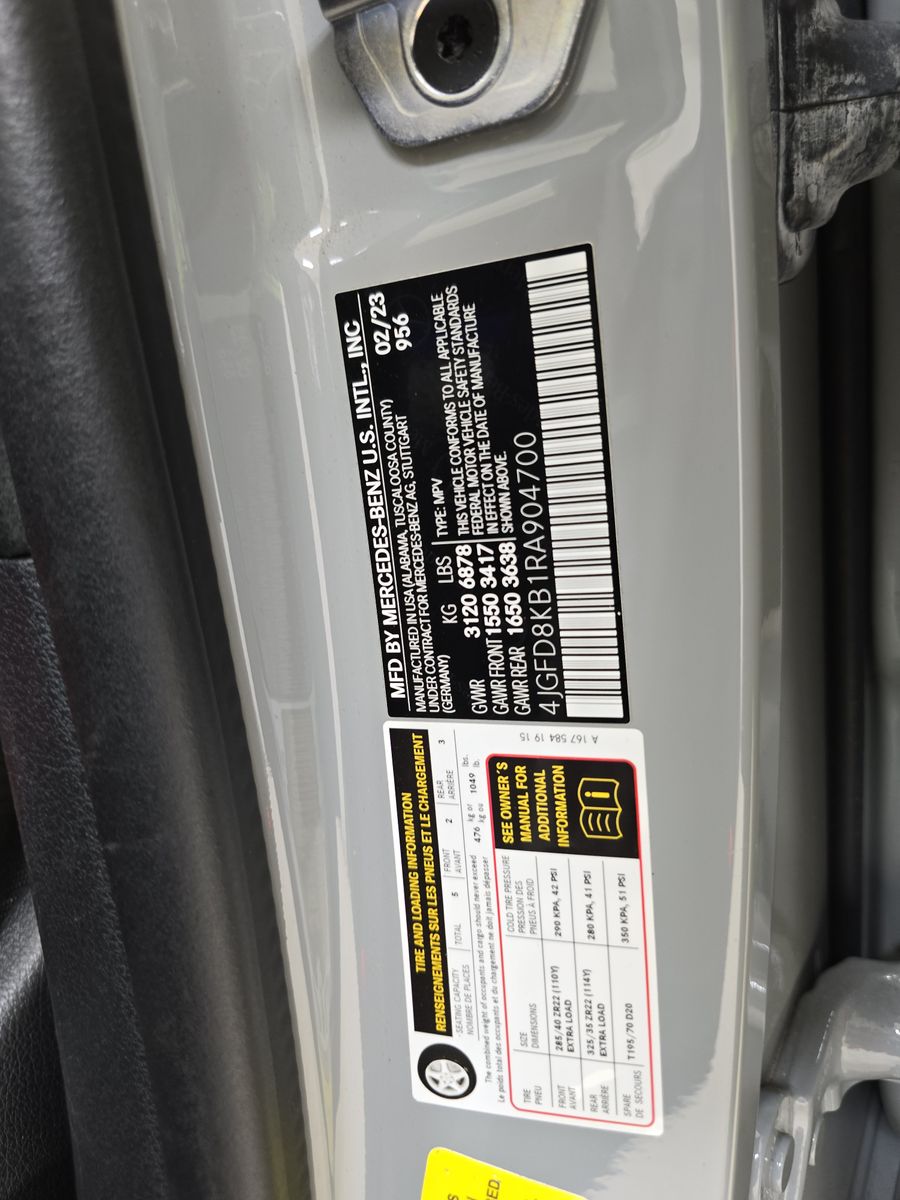 MFD BY MERCEDES-BENZ U.S. INTL., INC
MANUFACTURED IN USA (ALABAMA, TUSCALOOSA COUNTY)
UNDER CONTRACT FOR MERCEDES-BENZ AG, STUTTGART
(GERMANY)
02/23
956
KG LBS
GVWR 3120 6878
GAWR FRONT 1550 3417
GAWR REAR 1650 3638
TYPE: MPV
THIS VEHICLE CONFORMS TO ALL APPLICABLE
FEDERAL MOTOR VEHICLE SAFETY STANDARDS
IN EFFECT ON THE DATE OF MANUFACTURE
SHOWN ABOVE.
4JGFD8KB1RA904700
TIRE AND LOADING INFORMATION
RENSEIGNEMENTS SUR LES PNEUS ET LE CHARGEMENT
SEATING CAPACITY
NOMBRE DE PLACES
TOTAL 5
FRONT
AVANT
2
REAR
ARRIÈRE
3
The combined weight of occupants and cargo should never exceed
Le poids total des occupants et du chargement ne doit jamais dépasser
476 kg or
kg ou
1049 lbs.
lb.
TIRE
PNEU
SIZE
DIMENSIONS
COLD TIRE PRESSURE
PRESSION DES
PNEUS À FROID
FRONT
AVANT
285/40 ZR22 (110Y)
EXTRA LOAD
290 KPA, 42 PSI
REAR
ARRIÈRE
325/35 ZR22 (114Y)
EXTRA LOAD
280 KPA, 41 PSI
SPARE
DE SECOURS
T195/70 D20
350 KPA, 51 PSI
SEE OWNER'S
MANUAL FOR
ADDITIONAL
INFORMATION
A 167 584 19 15